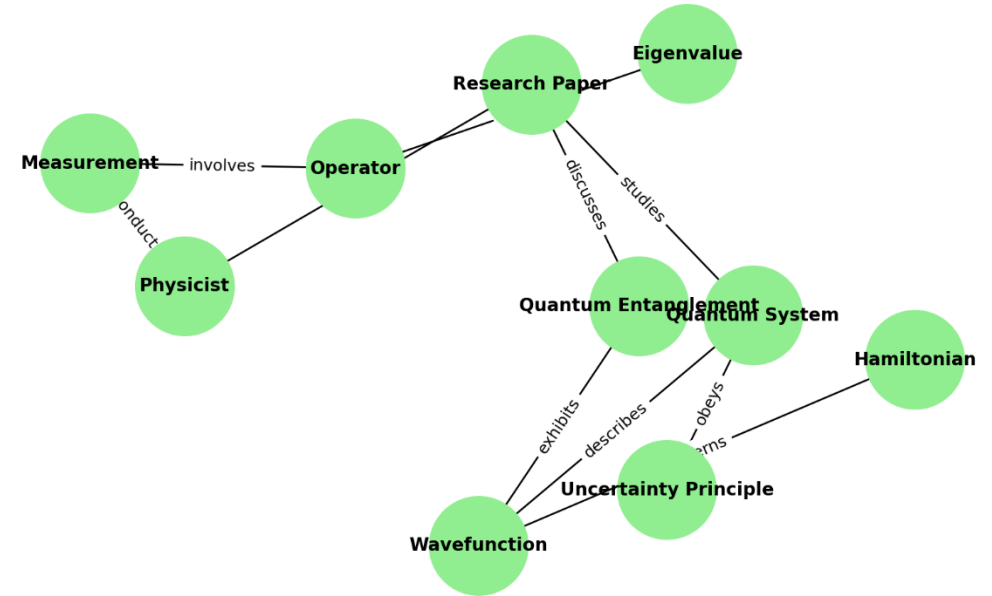 Eigenvalue
Research Paper
Measurement
involves
Operator
discusses
studies
onduct
Physicist
Quantum Entanglement
Quantum System
Hamiltonian
exhibits
describes
obeys
erns
Uncertainty Principle
Wavefunction